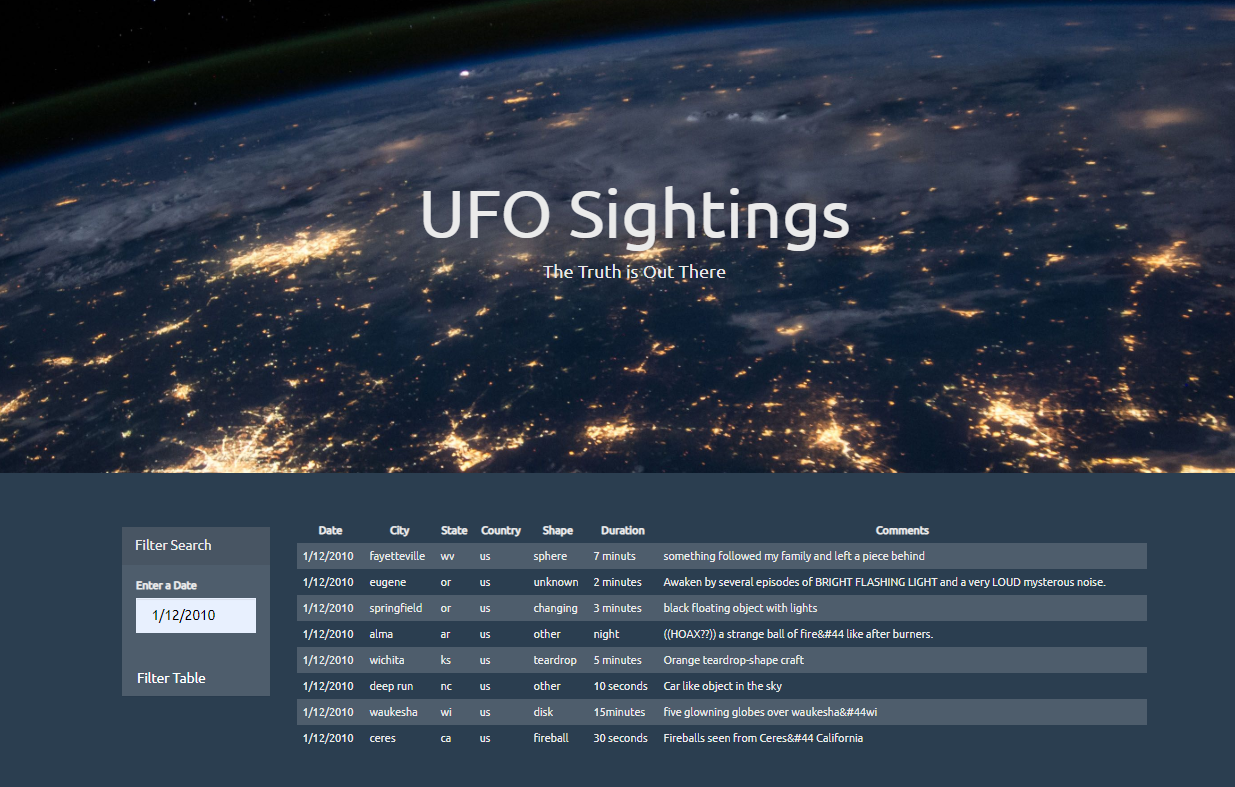 UFO Sightings
The Truth is Out There
Filter Search
Enter a Date
1/12/2010
Filter Table
Date City State Country Shape Duration Comments
1/12/2010 fayetteville wv us sphere 7 minuts something followed my family and left a piece behind
1/12/2010 eugene or us unknown 2 minutes Awaken by several episodes of BRIGHT FLASHING LIGHT and a very LOUD mysterous noise.
1/12/2010 springfield or us changing 3 minutes black floating object with lights
1/12/2010 alma ar us other night ((HOAX??)) a strange ball of fire&#44 like after burners.
1/12/2010 wichita ks us teardrop 5 minutes Orange teardrop-shape craft
1/12/2010 deep run nc us other 10 seconds Car like object in the sky
1/12/2010 waukesha wi us disk 15minutes five glowning globes over waukesha&#44wi
1/12/2010 ceres ca us fireball 30 seconds Fireballs seen from Ceres&#44 California